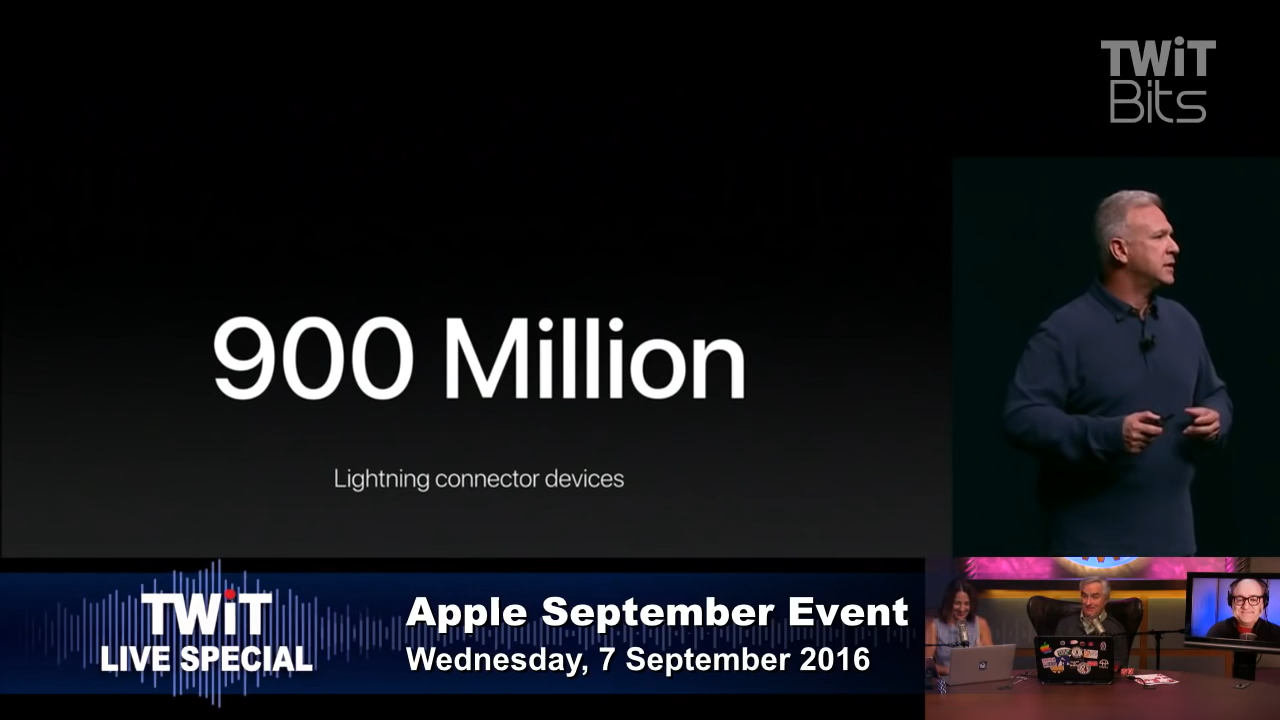 TWiT
Bits
900 Million
Lightning connector devices
TWiT
LIVE SPECIAL
Apple September Event
Wednesday, 7 September 2016